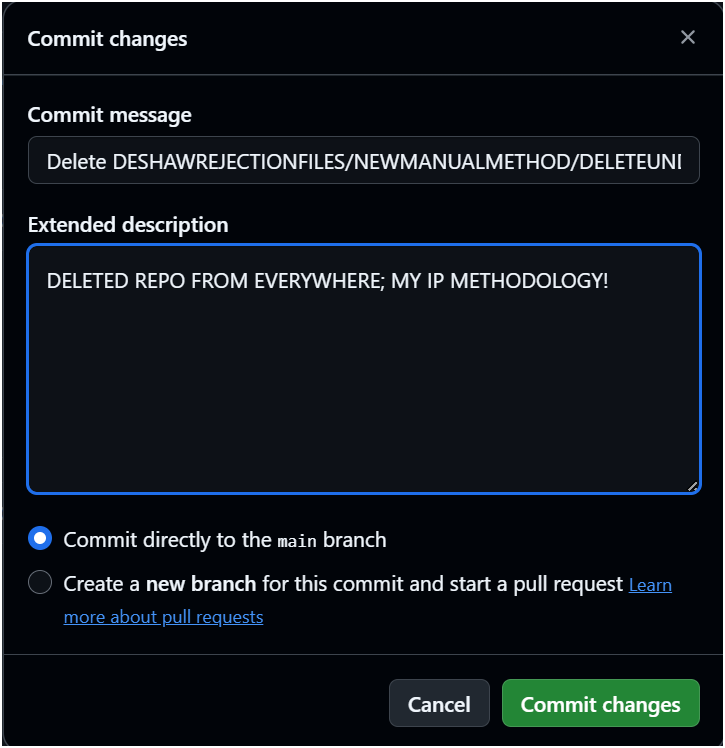 Commit changes
Commit message
Delete DESHAWREJECTIONFILES/NEWMANUALMETHOD/DELETEUNI
Extended description
DELETED REPO FROM EVERYWHERE; MY IP METHODOLOGY!
Commit directly to the main branch
Create a new branch for this commit and start a pull request Learn
more about pull requests
Cancel
Commit changes